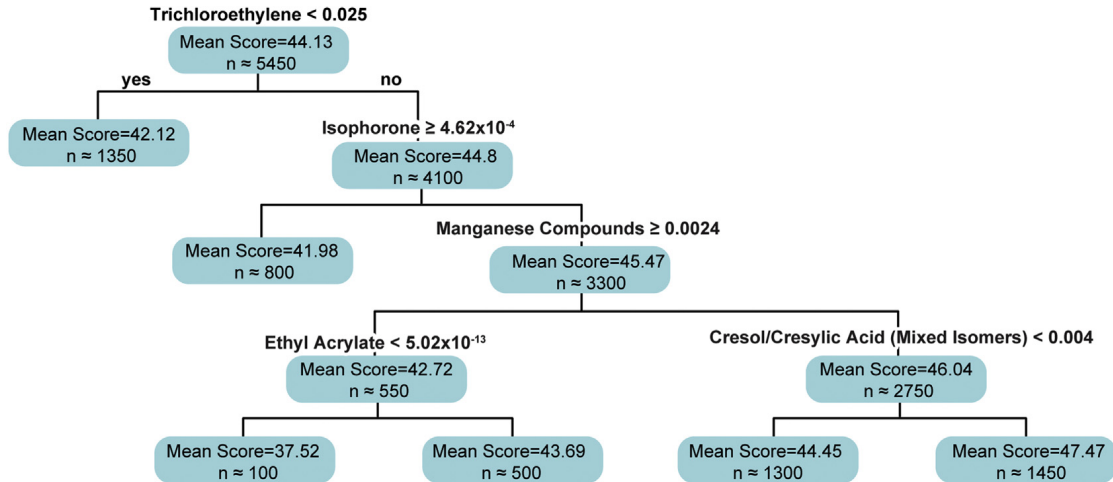 Trichloroethylene < 0.025
Mean Score=44.13
n ≈ 5450
yes
no
Mean Score=42.12
n ≈ 1350
Isophorone ≥ 4.62x10⁻⁴
Mean Score=44.8
n ≈ 4100
Mean Score=41.98
n ≈ 800
Manganese Compounds ≥ 0.0024
Mean Score=45.47
n ≈ 3300
Ethyl Acrylate < 5.02x10⁻¹³
Mean Score=42.72
n ≈ 550
Cresol/Cresylic Acid (Mixed Isomers) < 0.004
Mean Score=46.04
n ≈ 2750
Mean Score=37.52
n ≈ 100
Mean Score=43.69
n ≈ 500
Mean Score=44.45
n ≈ 1300
Mean Score=47.47
n ≈ 1450